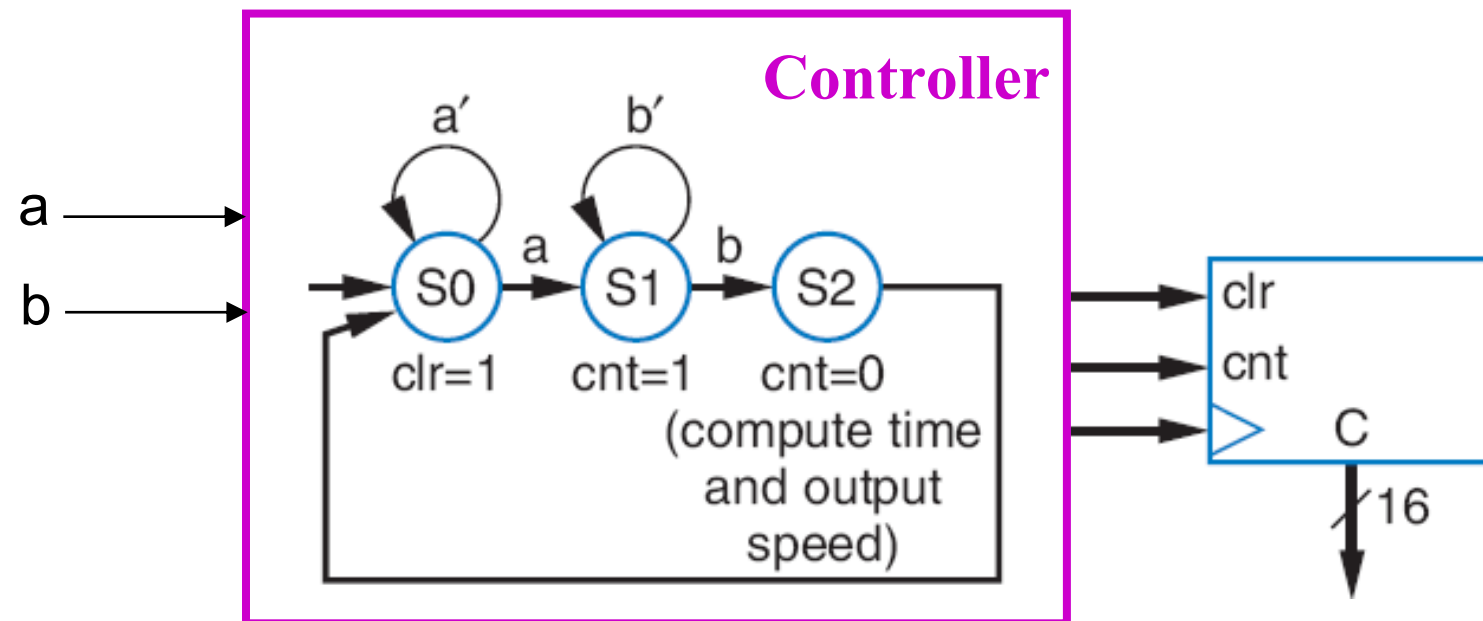 Controller
a′
b′
a
a
b
b
S0
S1
S2
clr=1
cnt=1
cnt=0
(compute time
and output
speed)
clr
cnt
C
16